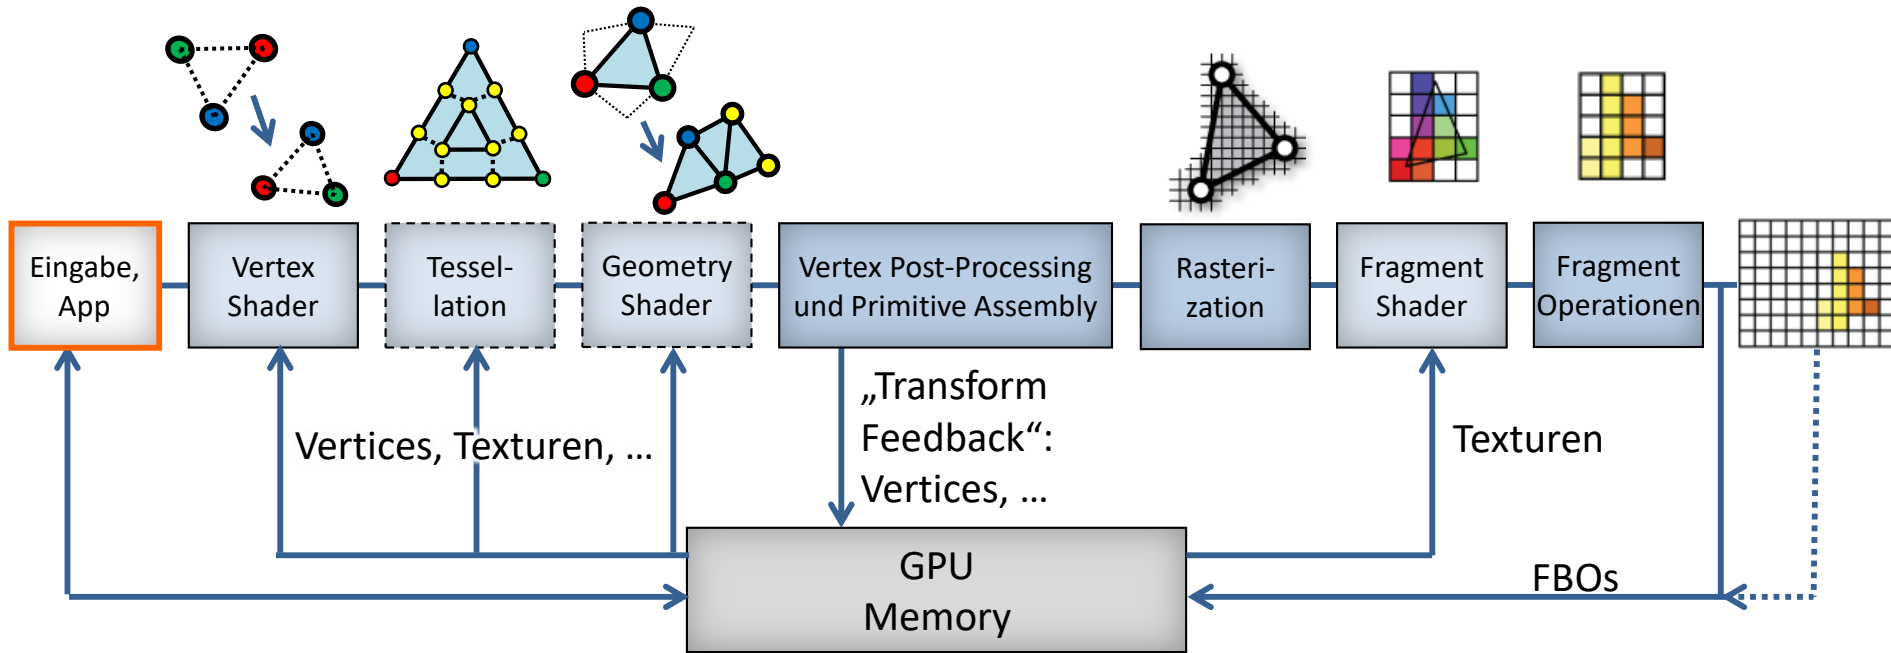 Eingabe,
App
Vertex
Shader
Tessel-
lation
Geometry
Shader
Vertex Post-Processing
und Primitive Assembly
Rasteri-
zation
Fragment
Shader
Fragment
Operationen
Vertices, Texturen, …
„Transform
Feedback“:
Vertices, …
Texturen
GPU
Memory
FBOs